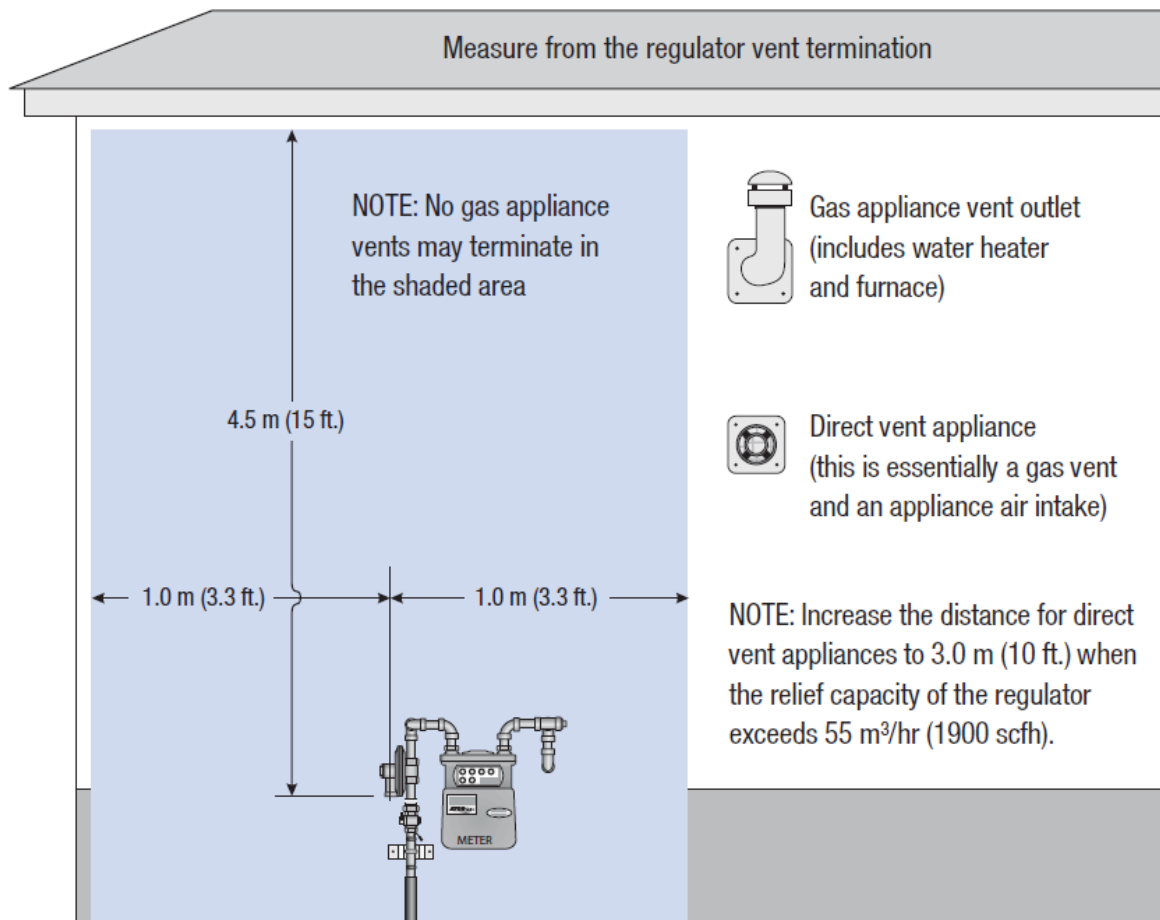 Measure from the regulator vent termination
NOTE: No gas appliance
vents may terminate in
the shaded area
Gas appliance vent outlet
(includes water heater
and furnace)
4.5 m (15 ft.)
Direct vent appliance
(this is essentially a gas vent
and an appliance air intake)
1.0 m (3.3 ft.)
1.0 m (3.3 ft.)
NOTE: Increase the distance for direct
vent appliances to 3.0 m (10 ft.) when
the relief capacity of the regulator
exceeds 55 m³/hr (1900 scfh).
METER